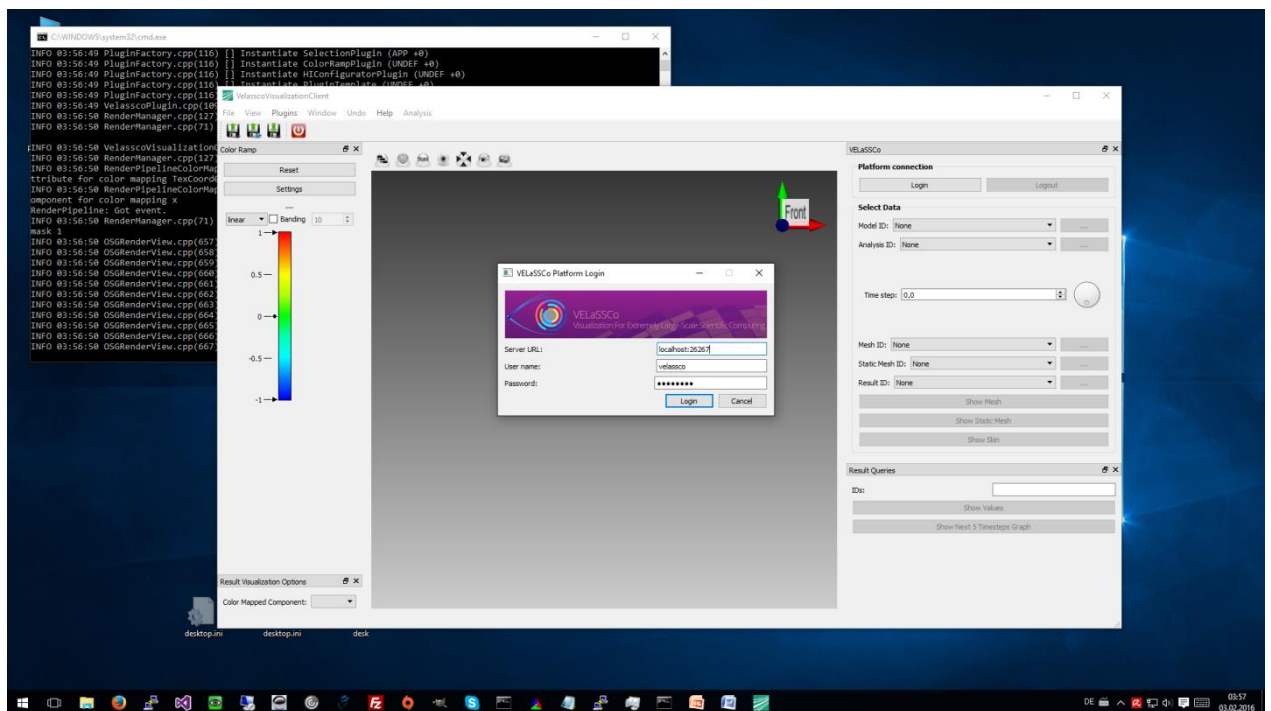 C:\WINDOWS\system32\cmd.exe
INFO 03:56:49 PluginFactory.cpp(116) [] Instantiate SelectionPlugin (APP +0)
INFO 03:56:49 PluginFactory.cpp(116) [] Instantiate ColorRampPlugin (UNDEF +0)
INFO 03:56:49 PluginFactory.cpp(116) [] Instantiate HIConfiguratorPlugin (UNDEF +0)
INFO 03:56:49 PluginFactory.cpp(116) [] Instantiate PluginTemplate (UNDEF +0)
INFO 03:56:49 PluginFactory.cpp(116)
INFO 03:56:49 VelasscoPlugin.cpp(109
INFO 03:56:50 RenderManager.cpp(127)
INFO 03:56:50 RenderManager.cpp(71)
INFO 03:56:50 VelasscoVisualization
INFO 03:56:50 RenderManager.cpp(127)
INFO 03:56:50 RenderPipelineColorMap
ttribute for color mapping TexCoord
INFO 03:56:50 RenderPipelineColorMap
omponent for color mapping x
RenderPipeline: Got event.
INFO 03:56:50 RenderManager.cpp(71)
mask 1
INFO 03:56:50 OSGRenderView.cpp(657)
INFO 03:56:50 OSGRenderView.cpp(658)
INFO 03:56:50 OSGRenderView.cpp(659)
INFO 03:56:50 OSGRenderView.cpp(660)
INFO 03:56:50 OSGRenderView.cpp(661)
INFO 03:56:50 OSGRenderView.cpp(662)
INFO 03:56:50 OSGRenderView.cpp(663)
INFO 03:56:50 OSGRenderView.cpp(664)
INFO 03:56:50 OSGRenderView.cpp(665)
INFO 03:56:50 OSGRenderView.cpp(666)
INFO 03:56:50 OSGRenderView.cpp(667)
VelasscoVisualizationClient
File View Plugins Window Undo Help Analysis
Color Ramp
Reset
Settings
linear Banding 10
1
0.5
0
-0.5
-1
Result Visualization Options
Color Mapped Component:
Front
VELaSSCo Platform Login
VELaSSCo
Visualization For Extremely Large-Scale Scientific Computing
Server URL: localhost:26267
User name: velassco
Password: ●●●●●●●●
Login Cancel
VELaSSCo
Platform connection
Login Logout
Select Data
Model ID: None ...
Analysis ID: None ...
Time step: 0,0
Mesh ID: None ...
Static Mesh ID: None ...
Result ID: None ...
Show Mesh
Show Static Mesh
Show Skin
Result Queries
IDs:
Show Values
Show Next 5 Timesteps Graph
desktop.ini desktop.ini desk
DE 03:57
03.02.2016